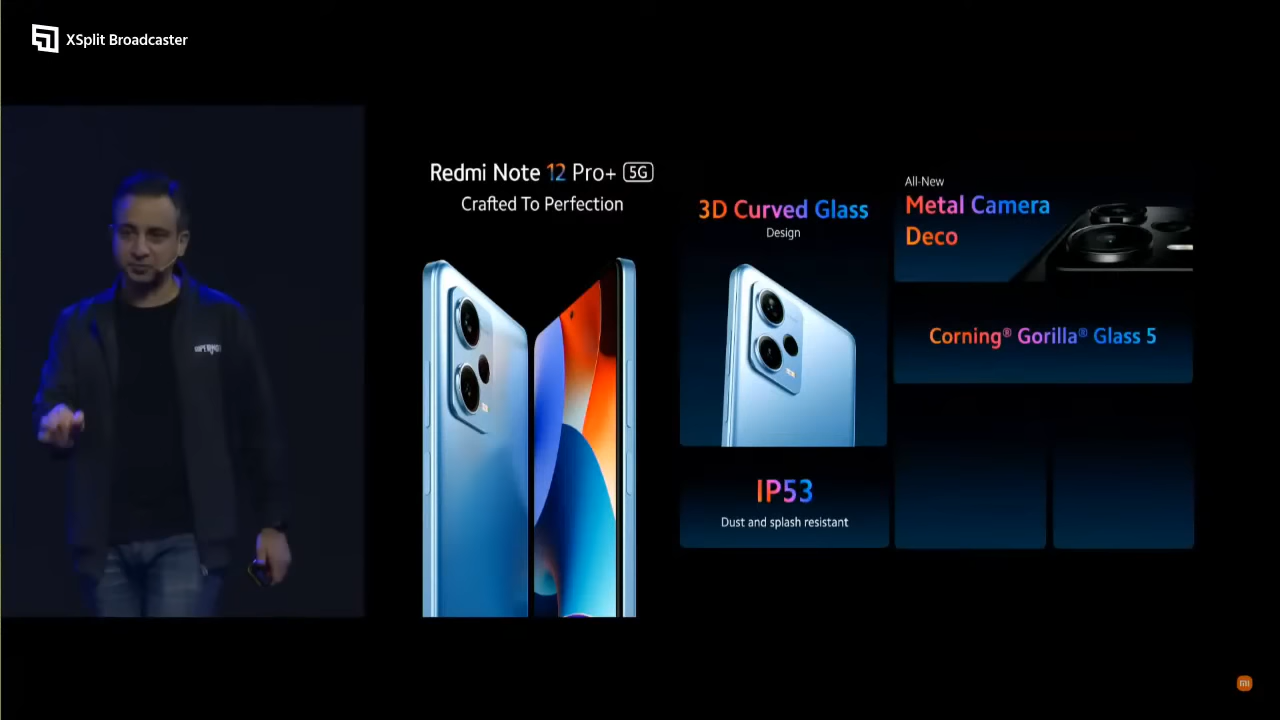 XSplit Broadcaster
Redmi Note 12 Pro+ 5G
Crafted To Perfection
3D Curved Glass
Design
All-New
Metal Camera
Deco
Corning® Gorilla® Glass 5
IP53
Dust and splash resistant
mi